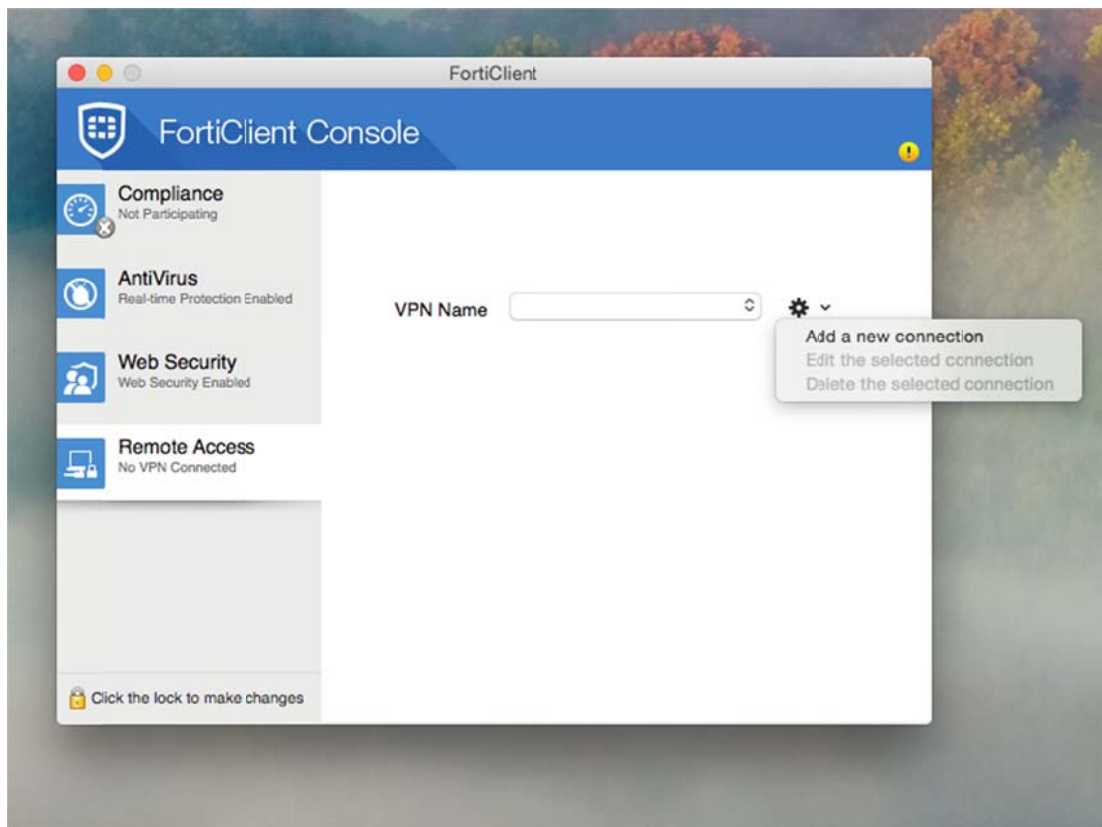 FortiClient
FortiClient Console
Compliance
Not Participating
AntiVirus
Real-time Protection Enabled
Web Security
Web Security Enabled
Remote Access
No VPN Connected
VPN Name
Add a new connection
Edit the selected connection
Delete the selected connection
Click the lock to make changes